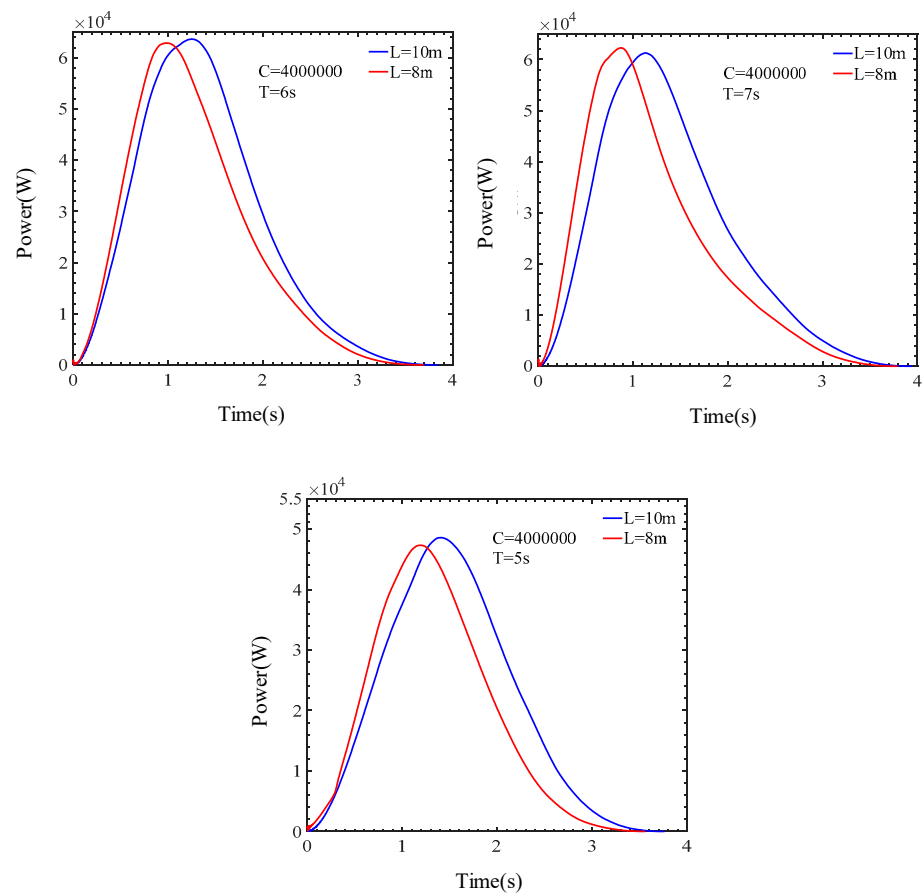 ×10⁴
6
5
4
3
2
1
0
0
1
2
3
4
Power(W)
Time(s)
C=4000000
T=6s
L=10m
L=8m
×10⁴
6
5
4
3
2
1
0
0
1
2
3
4
Power(W)
Time(s)
C=4000000
T=7s
L=10m
L=8m
×10⁴
5.5
5
4
3
2
1
0
0
1
2
3
4
Power(W)
Time(s)
C=4000000
T=5s
L=10m
L=8m